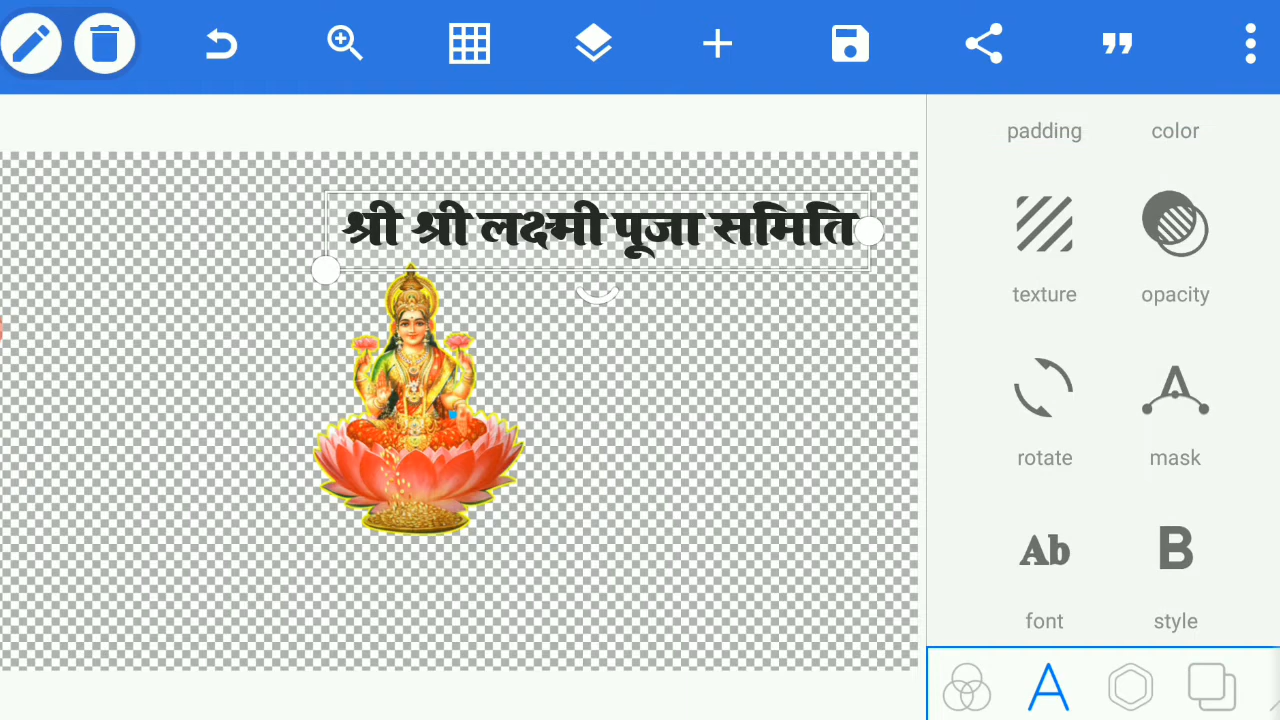 padding color
श्री श्री लक्ष्मी पूजा समिति
texture opacity
rotate mask
Ab B
font style